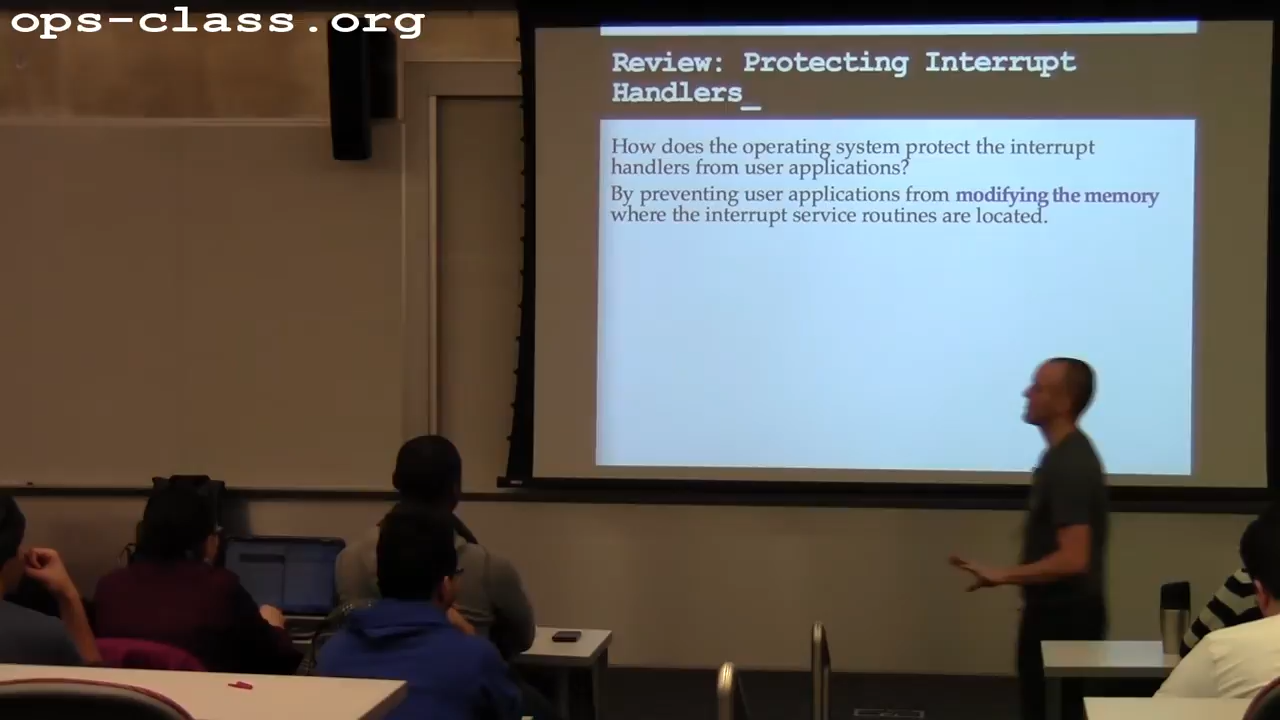 ops-class.org
Review: Protecting Interrupt
Handlers_
How does the operating system protect the interrupt
handlers from user applications?
By preventing user applications from modifying the memory
where the interrupt service routines are located.